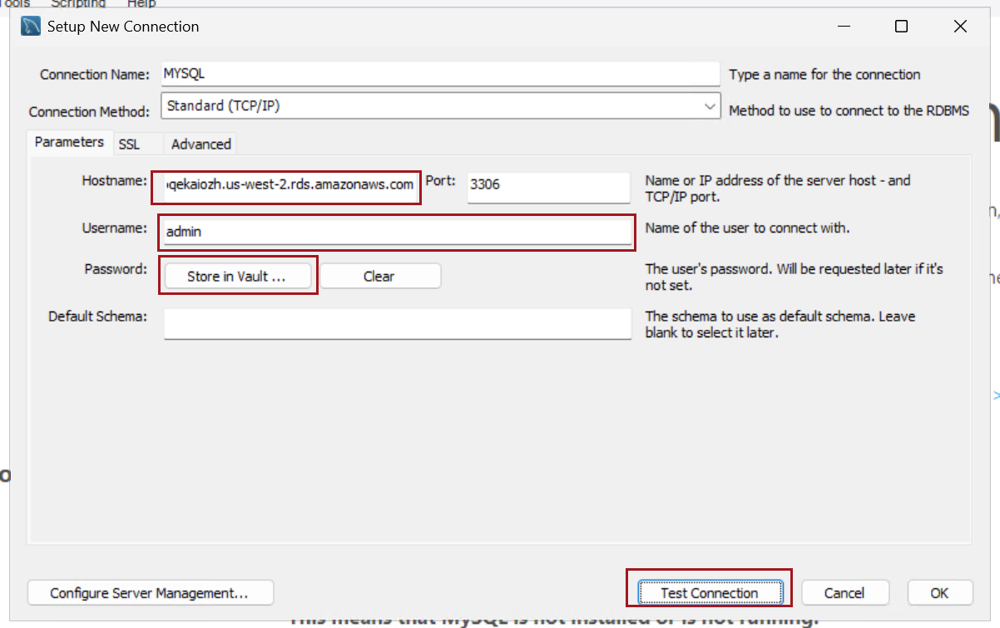 Tools Scripting Help
Setup New Connection
Connection Name: MYSQL Type a name for the connection
Connection Method: Standard (TCP/IP) Method to use to connect to the RDBMS
Parameters SSL Advanced
Hostname: qekaiozh.us-west-2.rds.amazonaws.com Port: 3306 Name or IP address of the server host - and
TCP/IP port.
Username: admin Name of the user to connect with.
Password: Store in Vault ... Clear The user's password. Will be requested later if it's
not set.
Default Schema: The schema to use as default schema. Leave
blank to select it later.
Configure Server Management... Test Connection Cancel OK
This means that MySQL is not installed or is not running.